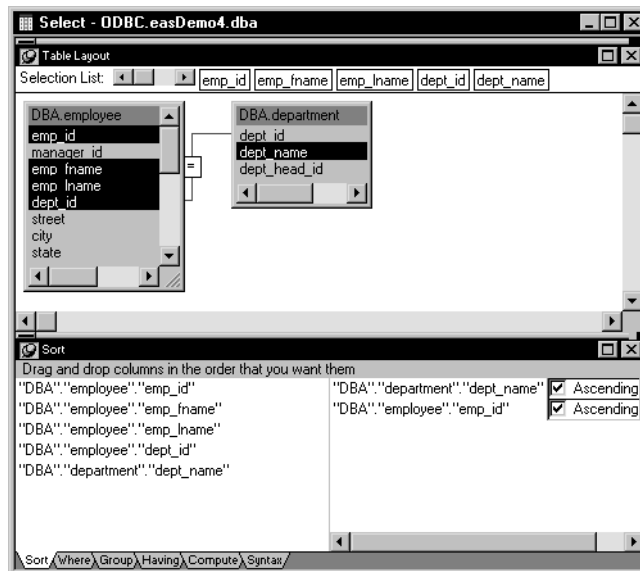 Select - ODBC.easDemo4.dba
Table Layout
Selection List: emp_id emp_fname emp_lname dept_id dept_name
DBA.employee
emp_id
manager_id
emp_fname
emp_lname
dept_id
street
city
state
=
DBA.department
dept_id
dept_name
dept_head_id
Sort
Drag and drop columns in the order that you want them
"DBA"."employee"."emp_id"
"DBA"."employee"."emp_fname"
"DBA"."employee"."emp_lname"
"DBA"."employee"."dept_id"
"DBA"."department"."dept_name"
"DBA"."department"."dept_name" Ascending
"DBA"."employee"."emp_id" Ascending
Sort Where Group Having Compute Syntax